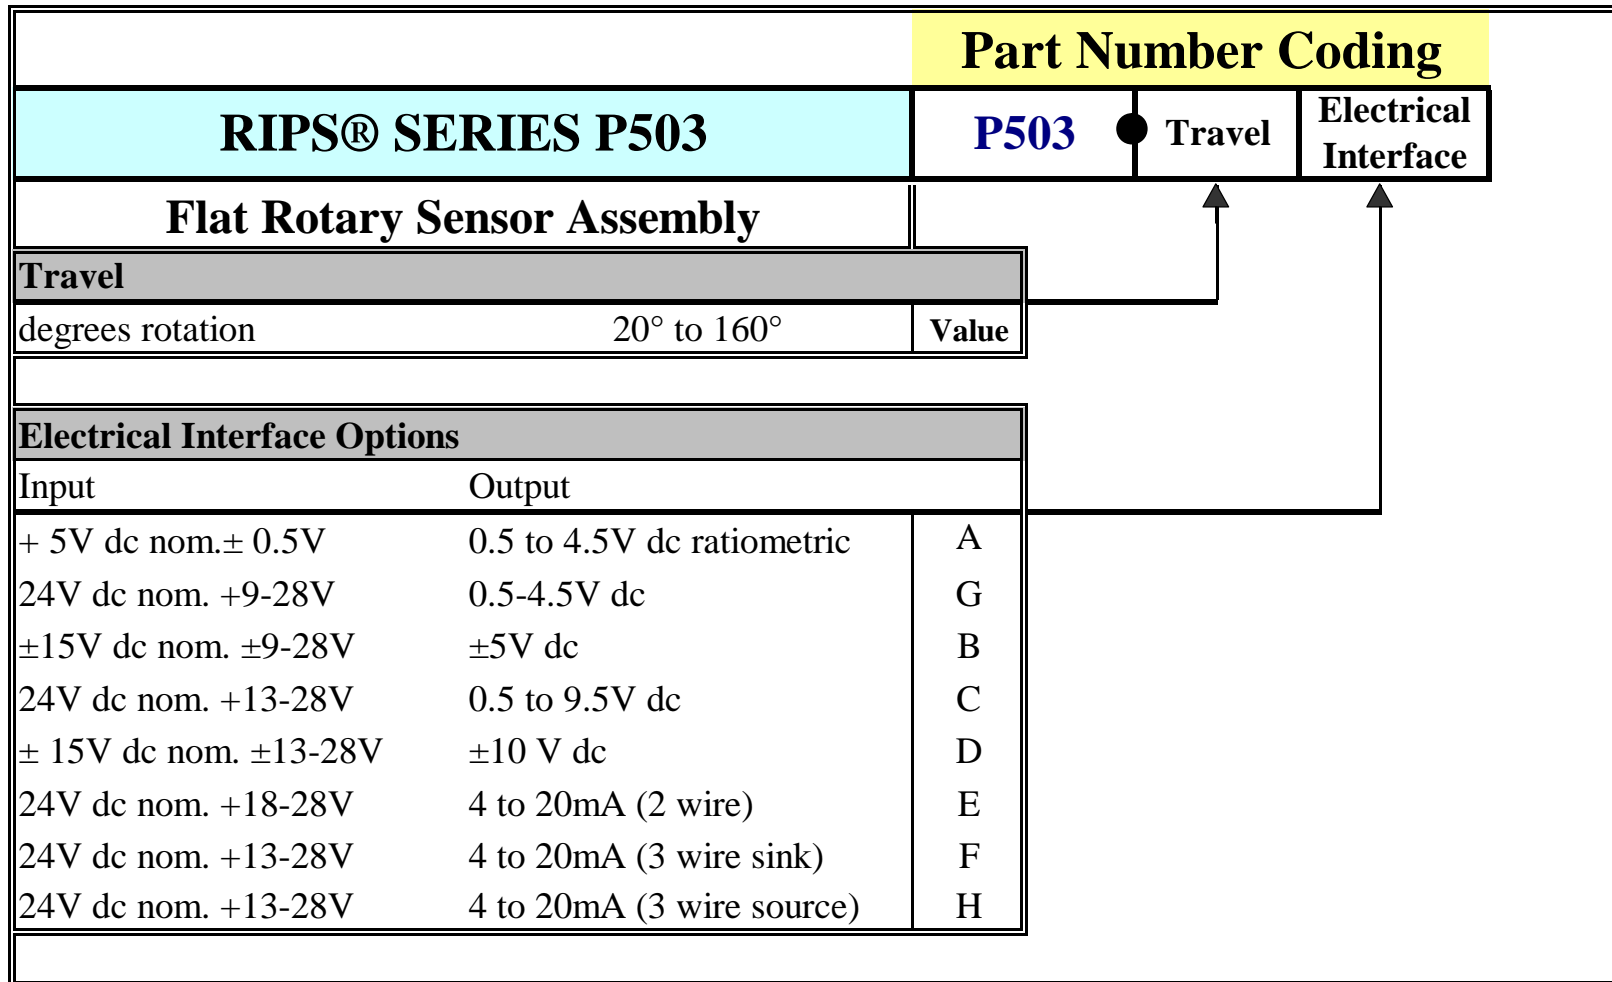 Part Number Coding
RIPS® SERIES P503
P503 ● Travel
Electrical
Interface
Flat Rotary Sensor Assembly
Travel
degrees rotation 20° to 160° Value
Electrical Interface Options
Input Output
+ 5V dc nom.± 0.5V 0.5 to 4.5V dc ratiometric A
24V dc nom. +9-28V 0.5-4.5V dc G
±15V dc nom. ±9-28V ±5V dc B
24V dc nom. +13-28V 0.5 to 9.5V dc C
± 15V dc nom. ±13-28V ±10 V dc D
24V dc nom. +18-28V 4 to 20mA (2 wire) E
24V dc nom. +13-28V 4 to 20mA (3 wire sink) F
24V dc nom. +13-28V 4 to 20mA (3 wire source) H